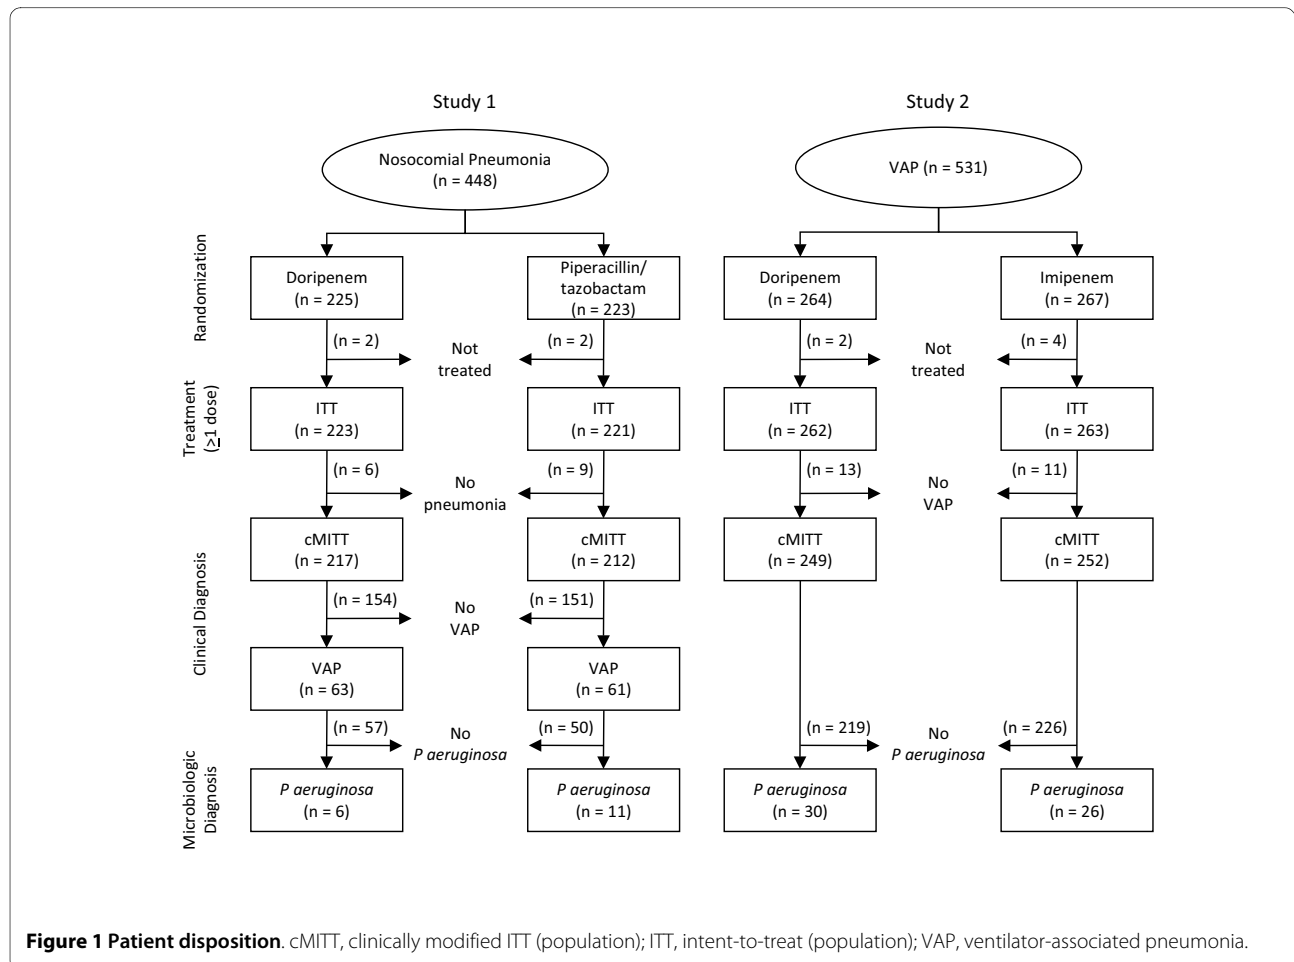 Study 1
Study 2
Nosocomial Pneumonia
(n = 448)
VAP (n = 531)
Randomization
Doripenem
(n = 225)
Piperacillin/
tazobactam
(n = 223)
Doripenem
(n = 264)
Imipenem
(n = 267)
(n = 2)
Not
treated
(n = 2)
(n = 2)
Not
treated
(n = 4)
Treatment
(≥1 dose)
ITT
(n = 223)
ITT
(n = 221)
ITT
(n = 262)
ITT
(n = 263)
(n = 6)
No
pneumonia
(n = 9)
(n = 13)
No
VAP
(n = 11)
Clinical Diagnosis
cMITT
(n = 217)
cMITT
(n = 212)
cMITT
(n = 249)
cMITT
(n = 252)
(n = 154)
No
VAP
(n = 151)
VAP
(n = 63)
VAP
(n = 61)
(n = 57)
No
P aeruginosa
(n = 50)
(n = 219)
No
P aeruginosa
(n = 226)
Microbiologic
Diagnosis
P aeruginosa
(n = 6)
P aeruginosa
(n = 11)
P aeruginosa
(n = 30)
P aeruginosa
(n = 26)
Figure 1 Patient disposition. cMITT, clinically modified ITT (population); ITT, intent-to-treat (population); VAP, ventilator-associated pneumonia.